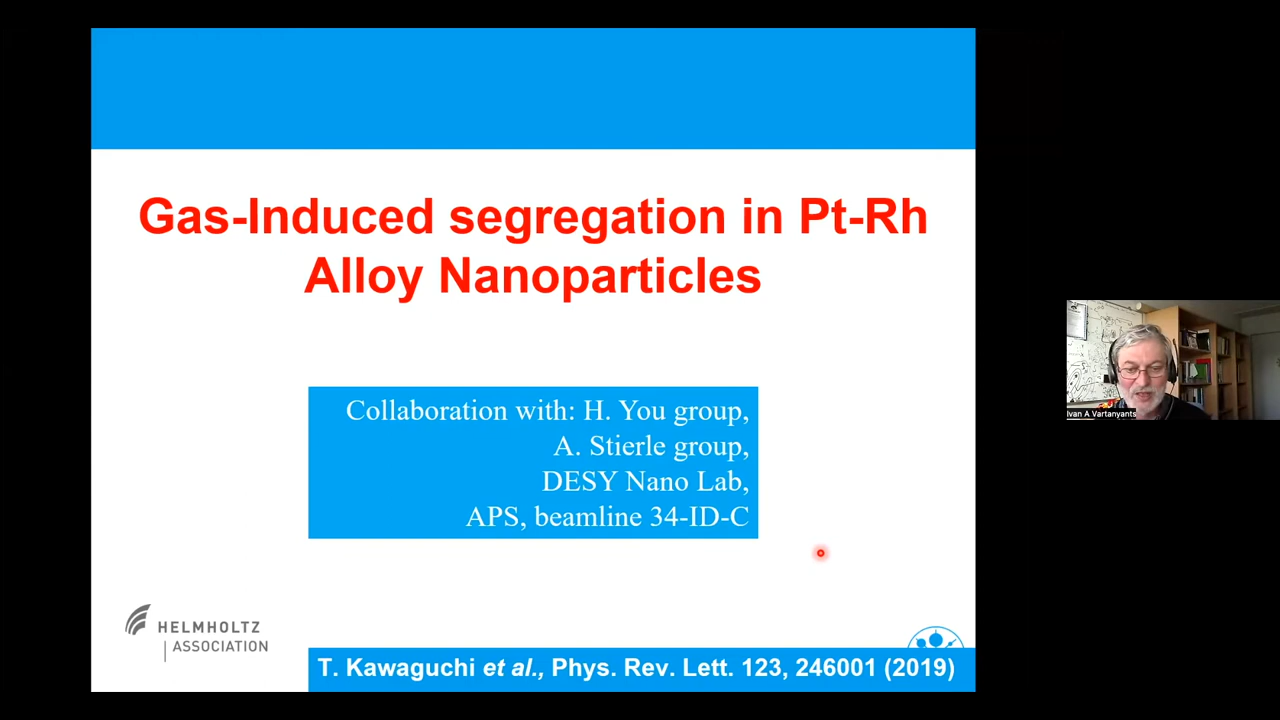 Gas-Induced segregation in Pt-Rh
Alloy Nanoparticles
Collaboration with: H. You group,
A. Stierle group,
DESY Nano Lab,
APS, beamline 34-ID-C
HELMHOLTZ
ASSOCIATION
T. Kawaguchi et al., Phys. Rev. Lett. 123, 246001 (2019)
Ivan A Vartanyants